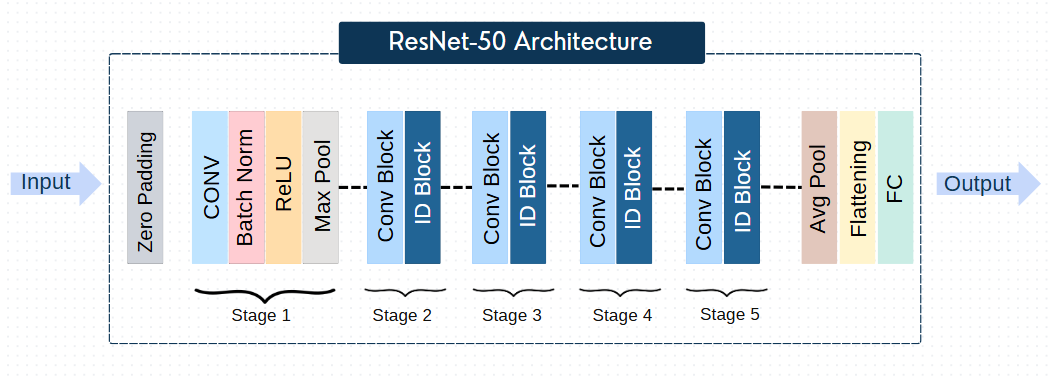 ResNet-50 Architecture
Input
Zero Padding
CONV
Batch Norm
ReLU
Max Pool
Conv Block
ID Block
Conv Block
ID Block
Conv Block
ID Block
Conv Block
ID Block
Avg Pool
Flattening
FC
Output
Stage 1
Stage 2
Stage 3
Stage 4
Stage 5